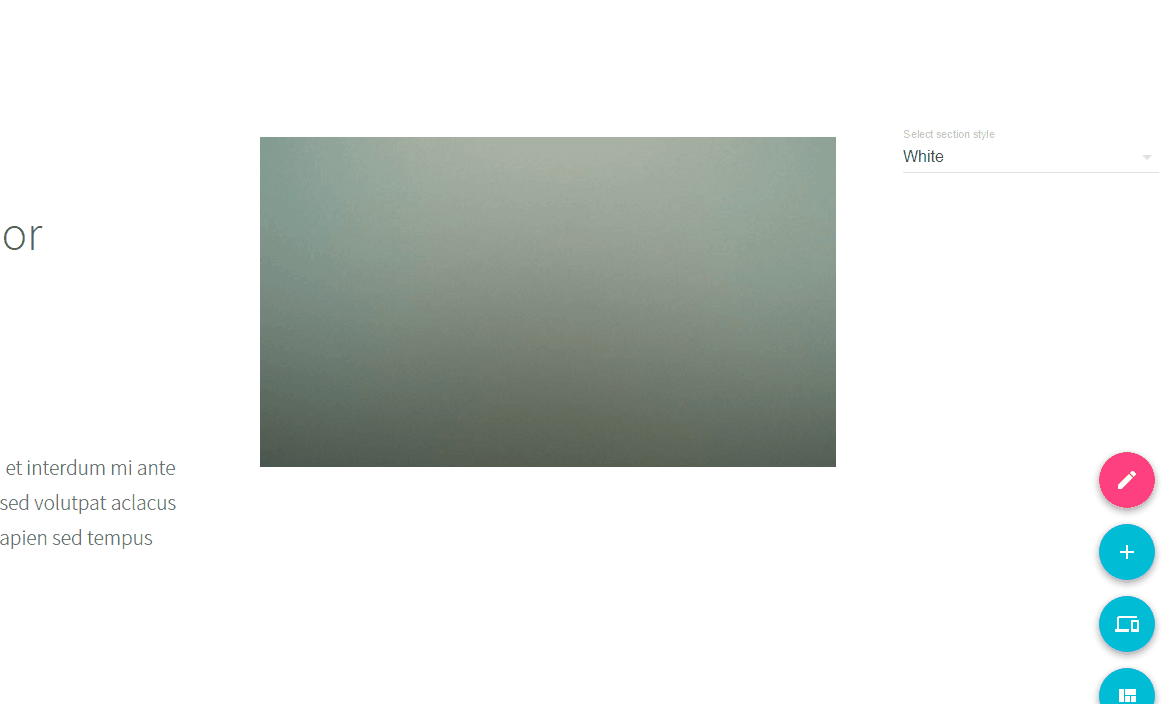 Select section style
White
or
et interdum mi ante
sed volutpat aclacus
apien sed tempus